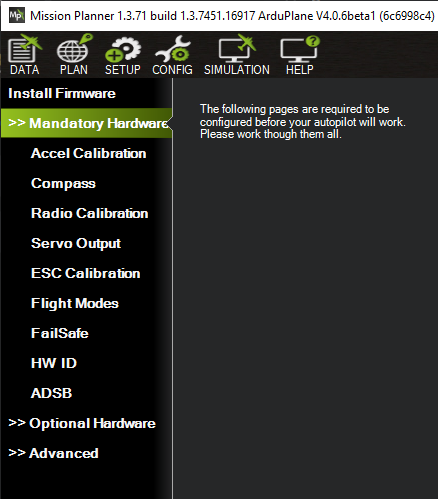 Mission Planner 1.3.71 build 1.3.7451.16917 ArduPlane V4.0.6beta1 (6c6998c4)
DATA PLAN SETUP CONFIG SIMULATION HELP
Install Firmware
>> Mandatory Hardware
The following pages are required to be
configured before your autopilot will work.
Please work though them all.
Accel Calibration
Compass
Radio Calibration
Servo Output
ESC Calibration
Flight Modes
FailSafe
HW ID
ADSB
>> Optional Hardware
>> Advanced